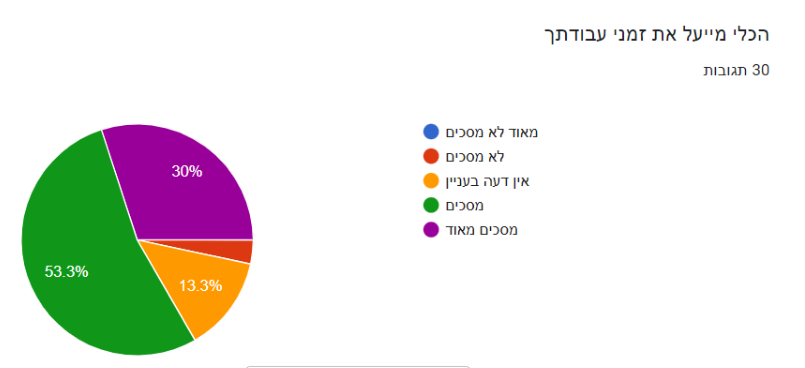 הכלי מייעל את זמני עבודתך
30 תגובות
מאוד לא מסכים
לא מסכים
אין דעה בעניין
מסכים
מסכים מאוד
30%
53.3%
13.3%